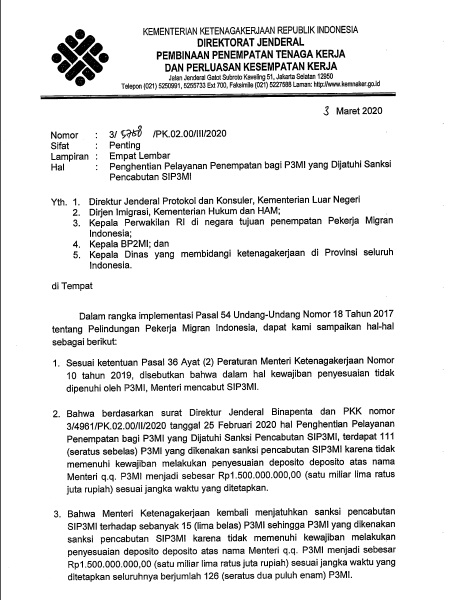 KEMENTERIAN KETENAGAKERJAAN REPUBLIK INDONESIA
DIREKTORAT JENDERAL
PEMBINAAN PENEMPATAN TENAGA KERJA
DAN PERLUASAN KESEMPATAN KERJA
Jalan Jenderal Gatot Subroto Kaveling 51, Jakarta Selatan 12950
Telepon (021) 5250991, 5255733 Ext 700, Faksimile (021) 5227588 Laman: http://www.kemnaker.go.id
3 Maret 2020
Nomor : 3/ /PK.02.00/III/2020
Sifat : Penting
Lampiran : Empat Lembar
Hal : Penghentian Pelayanan Penempatan bagi P3MI yang Dijatuhi Sanksi
Pencabutan SIP3MI
Yth. 1. Direktur Jenderal Protokol dan Konsuler, Kementerian Luar Negeri
2. Dirjen Imigrasi, Kementerian Hukum dan HAM;
3. Kepala Perwakilan RI di negara tujuan penempatan Pekerja Migran
Indonesia;
4. Kepala BP2MI; dan
5. Kepala Dinas yang membidangi ketenagakerjaan di Provinsi seluruh
Indonesia.
di Tempat
Dalam rangka implementasi Pasal 54 Undang-Undang Nomor 18 Tahun 2017
tentang Pelindungan Pekerja Migran Indonesia, dapat kami sampaikan hal-hal
sebagai berikut:
1. Sesuai ketentuan Pasal 36 Ayat (2) Peraturan Menteri Ketenagakerjaan Nomor
10 tahun 2019, disebutkan bahwa dalam hal kewajiban penyesuaian tidak
dipenuhi oleh P3MI, Menteri mencabut SIP3MI.
2. Bahwa berdasarkan surat Direktur Jenderal Binapenta dan PKK nomor
3/4961/PK.02.00/II/2020 tanggal 25 Februari 2020 hal Penghentian Pelayanan
Penempatan bagi P3MI yang Dijatuhi Sanksi Pencabutan SIP3MI, terdapat 111
(seratus sebelas) P3MI yang dikenakan sanksi pencabutan SIP3MI karena tidak
memenuhi kewajiban melakukan penyesuaian deposito deposito atas nama
Menteri q.q. P3MI menjadi sebesar Rp1.500.000.000,00 (satu miliar lima ratus
juta rupiah) sesuai jangka waktu yang ditetapkan.
3. Bahwa Menteri Ketenagakerjaan kembali menjatuhkan sanksi pencabutan
SIP3MI terhadap sebanyak 15 (lima belas) P3MI sehingga P3MI yang dikenakan
sanksi pencabutan SIP3MI karena tidak memenuhi kewajiban melakukan
penyesuaian deposito deposito atas nama Menteri q.q. P3MI menjadi sebesar
Rp1.500.000.000,00 (satu miliar lima ratus juta rupiah) sesuai jangka waktu yang
ditetapkan seluruhnya berjumlah 126 (seratus dua puluh enam) P3MI.